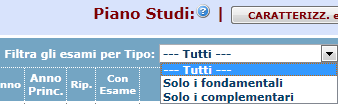 Piano Studi: ? | CARATTERIZZ. e
Filtra gli esami per Tipo: --- Tutti ---
nno Anno Princ. Rip. Con Esame
--- Tutti ---
Solo i fondamentali
Solo i complementari